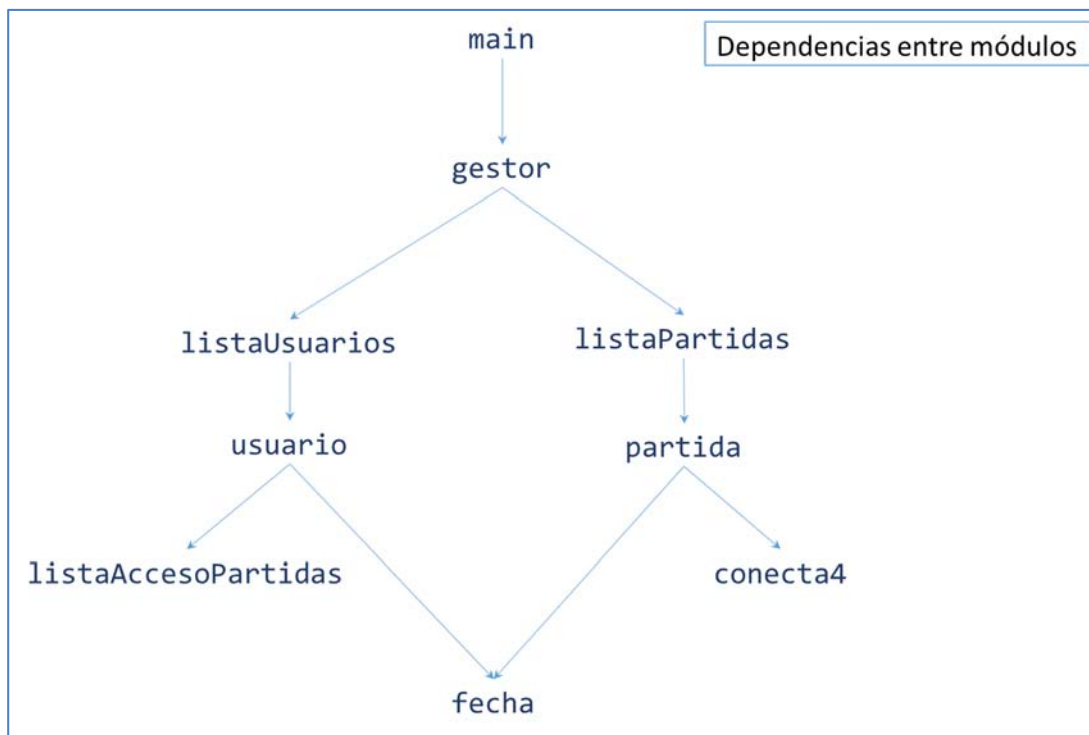 main
Dependencias entre módulos
gestor
listaUsuarios
listaPartidas
usuario
partida
listaAccesoPartidas
conecta4
fecha